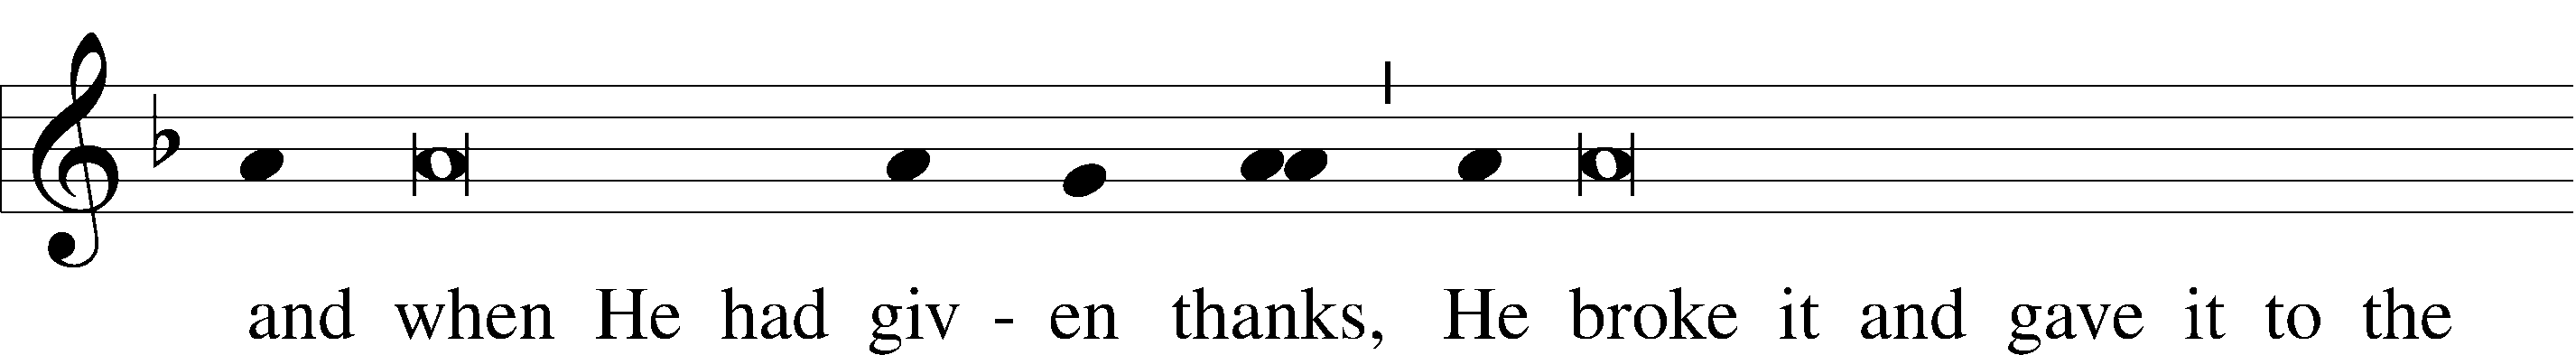 and when He had giv - en thanks, He broke it and gave it to the